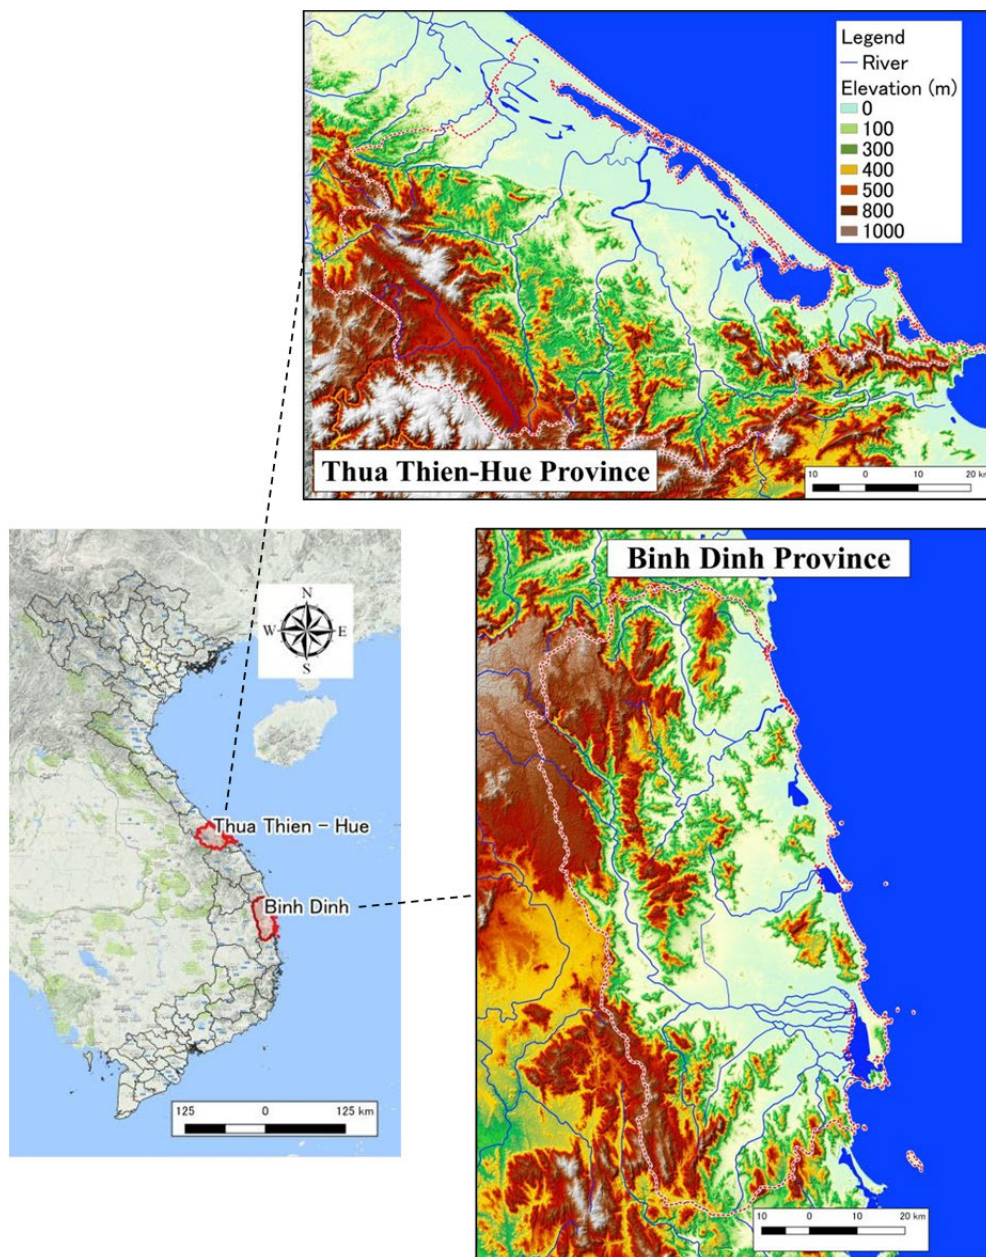 Legend
River
Elevation (m)
0
100
300
400
500
800
1000
Thua Thien-Hue Province
10 0 10 20 km
N
W E
S
Thua Thien - Hue
Binh Dinh
125 0 125 km
Binh Dinh Province
10 0 10 20 km